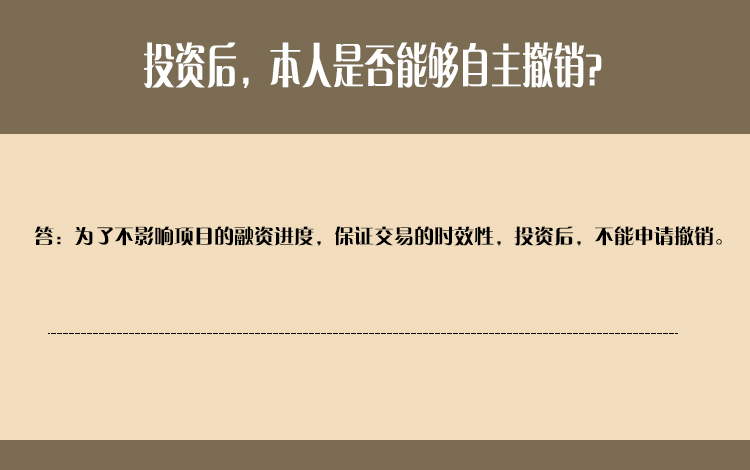 投资后，本人是否能够自主撤销?
答：为了不影响项目的融资进度，保证交易的时效性，投资后，不能申请撤销。